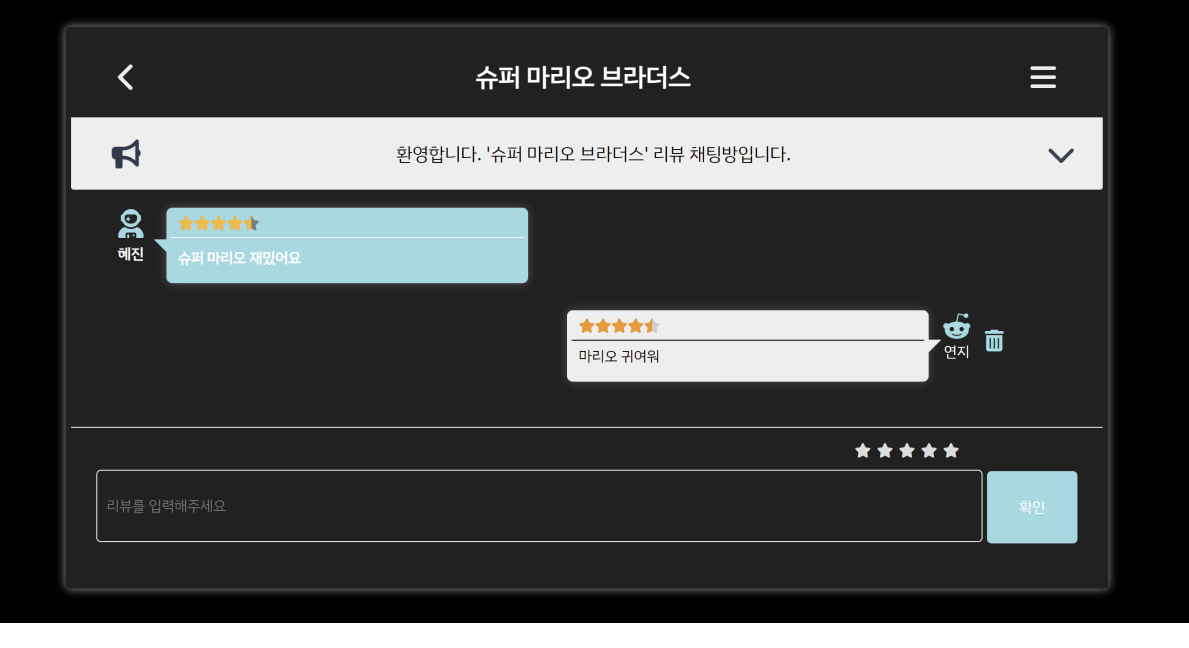 슈퍼 마리오 브라더스
환영합니다. '슈퍼 마리오 브라더스' 리뷰 채팅방입니다.
혜진
슈퍼 마리오 재밌어요
마리오 귀여워
연지
리뷰를 입력해주세요
확인